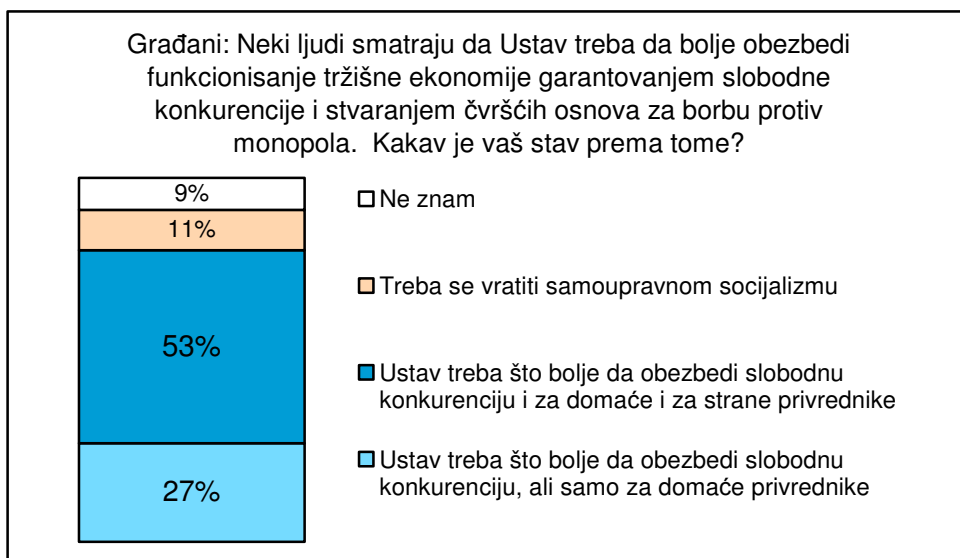 Građani: Neki ljudi smatraju da Ustav treba da bolje obezbedi
funkcionisanje tržišne ekonomije garantovanjem slobodne
konkurencije i stvaranjem čvršćih osnova za borbu protiv
monopola. Kakav je vaš stav prema tome?
9%
Ne znam
11%
Treba se vratiti samoupravnom socijalizmu
53%
Ustav treba što bolje da obezbedi slobodnu
konkurenciju i za domaće i za strane privrednike
27%
Ustav treba što bolje da obezbedi slobodnu
konkurenciju, ali samo za domaće privrednike